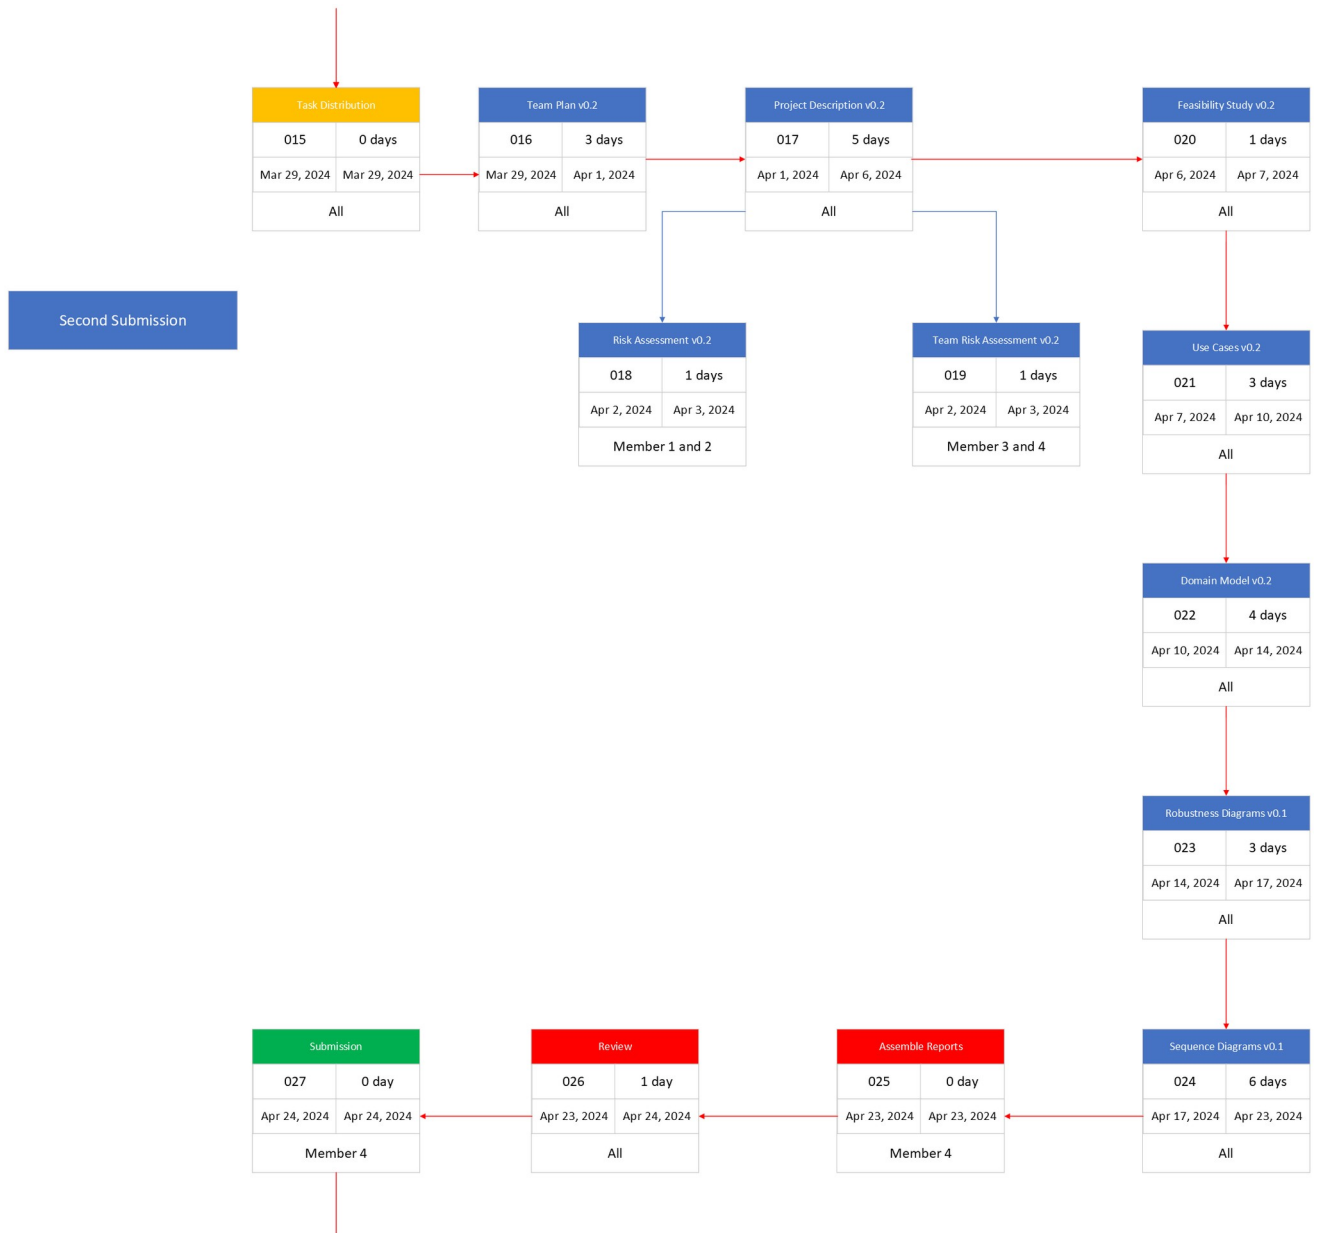 Task Distribution
015 0 days
Mar 29, 2024 Mar 29, 2024
All
Team Plan v0.2
016 3 days
Mar 29, 2024 Apr 1, 2024
All
Project Description v0.2
017 5 days
Apr 1, 2024 Apr 6, 2024
All
Feasibility Study v0.2
020 1 days
Apr 6, 2024 Apr 7, 2024
All
Second Submission
Risk Assessment v0.2
018 1 days
Apr 2, 2024 Apr 3, 2024
Member 1 and 2
Team Risk Assessment v0.2
019 1 days
Apr 2, 2024 Apr 3, 2024
Member 3 and 4
Use Cases v0.2
021 3 days
Apr 7, 2024 Apr 10, 2024
All
Domain Model v0.2
022 4 days
Apr 10, 2024 Apr 14, 2024
All
Robustness Diagrams v0.1
023 3 days
Apr 14, 2024 Apr 17, 2024
All
Submission
027 0 day
Apr 24, 2024 Apr 24, 2024
Member 4
Review
026 1 day
Apr 23, 2024 Apr 24, 2024
All
Assemble Reports
025 0 day
Apr 23, 2024 Apr 23, 2024
Member 4
Sequence Diagrams v0.1
024 6 days
Apr 17, 2024 Apr 23, 2024
All